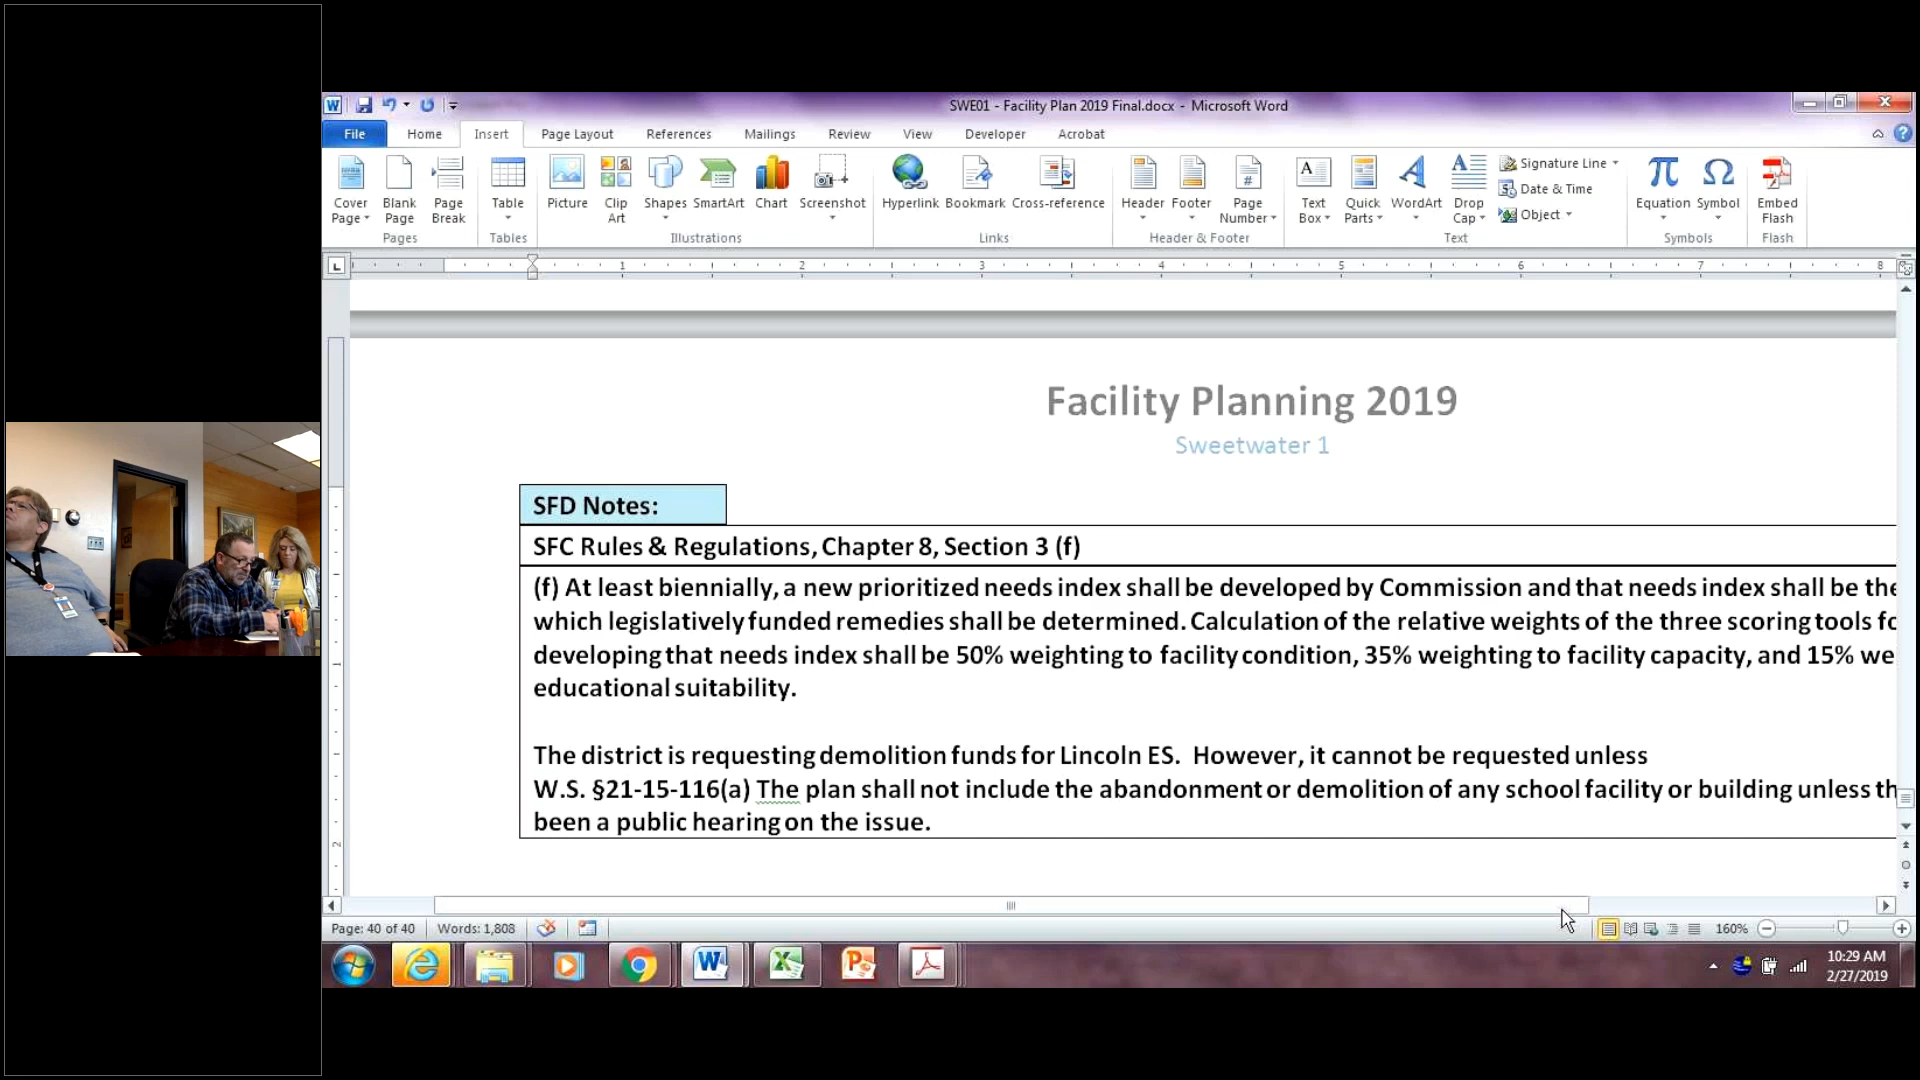 SWE01 - Facility Plan 2019 Final.docx - Microsoft Word
File Home Insert Page Layout References Mailings Review View Developer Acrobat
Cover Page
Blank Page
Page Break
Table
Picture
Clip Art
Shapes
SmartArt
Chart
Screenshot
Hyperlink
Bookmark
Cross-reference
Header
Footer
Page Number
Text Box
Quick Parts
WordArt
Drop Cap
Signature Line
Date & Time
Object
Equation
Symbol
Embed Flash
Pages Tables Illustrations Links Header & Footer Text Symbols Flash
1 2 3 4 5 6 7 8
Facility Planning 2019
Sweetwater 1
SFD Notes:
SFC Rules & Regulations, Chapter 8, Section 3 (f)
(f) At least biennially, a new prioritized needs index shall be developed by Commission and that needs index shall be the
which legislatively funded remedies shall be determined. Calculation of the relative weights of the three scoring tools
developing that needs index shall be 50% weighting to facility condition, 35% weighting to facility capacity, and 15% we
educational suitability.
The district is requesting demolition funds for Lincoln ES. However, it cannot be requested unless
W.S. §21-15-116(a) The plan shall not include the abandonment or demolition of any school facility or building unless th
been a public hearing on the issue.
Page: 40 of 40 Words: 1,808 160%
10:29 AM
2/27/2019